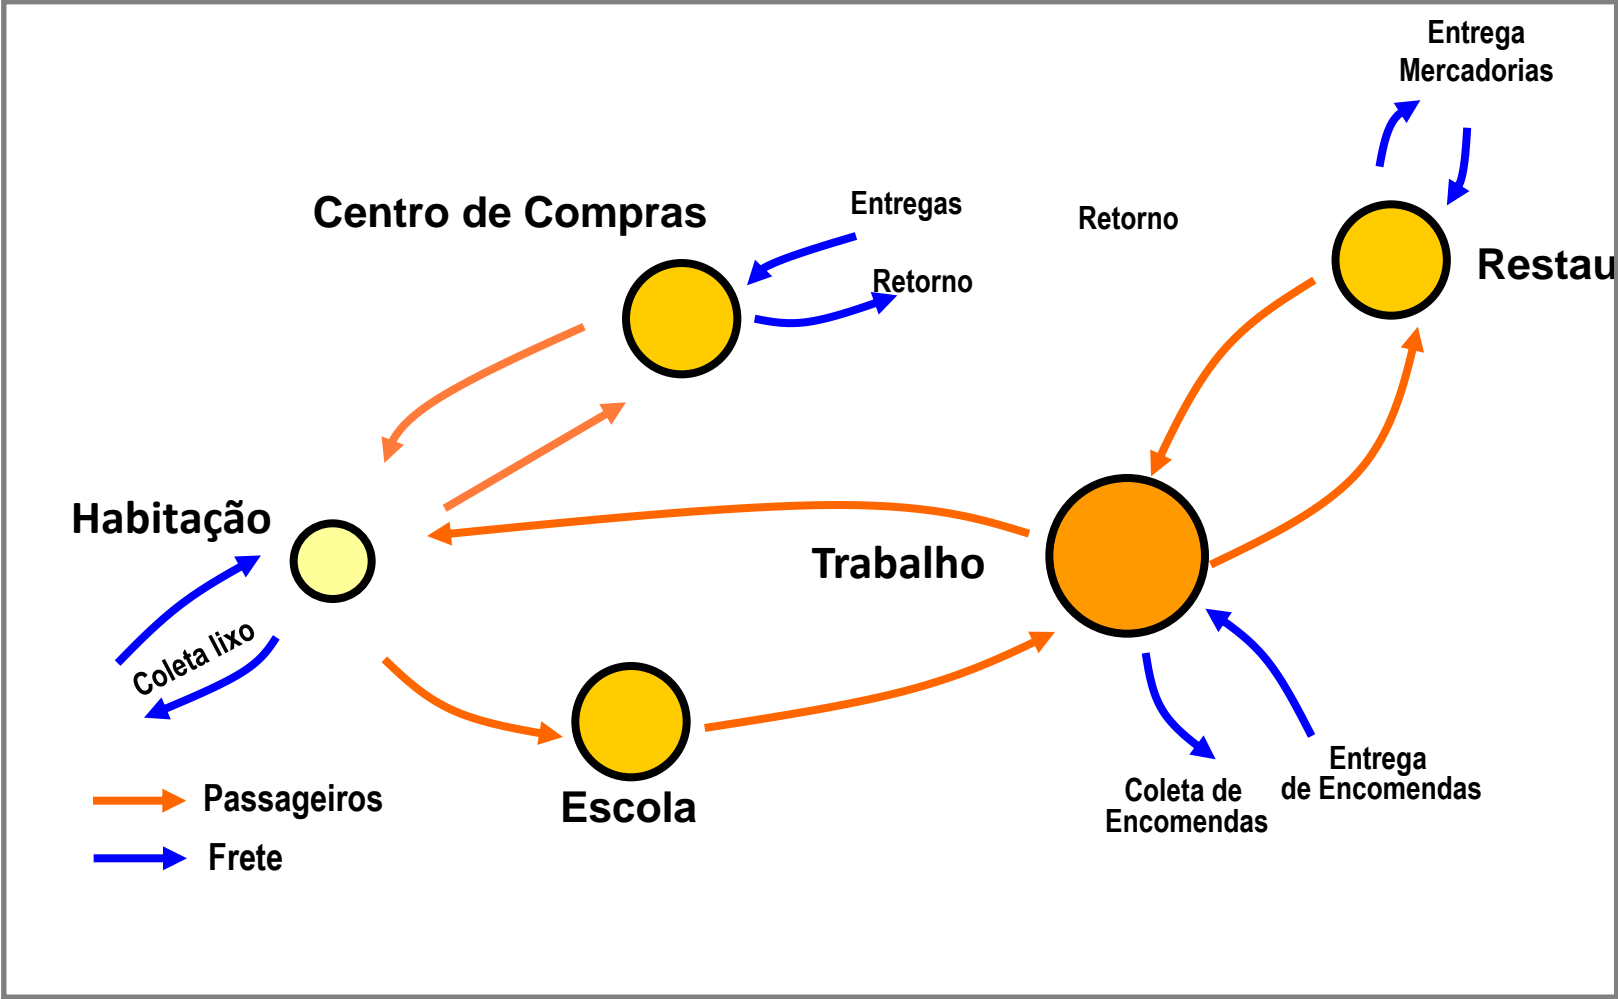 Entrega
Mercadorias
Centro de Compras
Entregas
Retorno
Retorno
Restau
Habitação
Trabalho
Coleta lixo
Escola
Passageiros
Frete
Entrega
de Encomendas
Coleta de
Encomendas